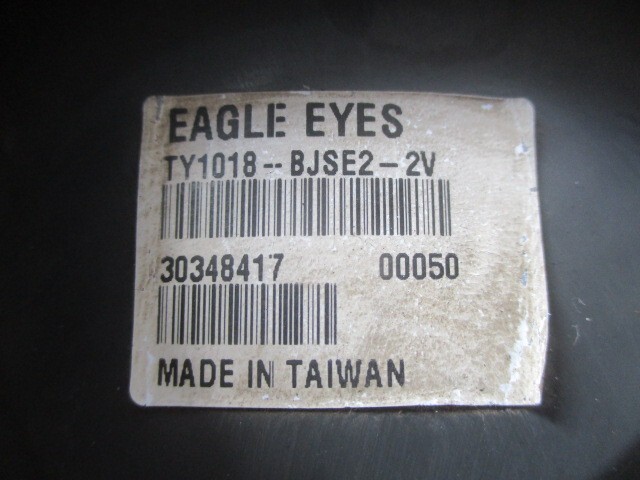 EAGLE EYES
TY1018--BJSE2-2V
30348417 00050
MADE IN TAIWAN